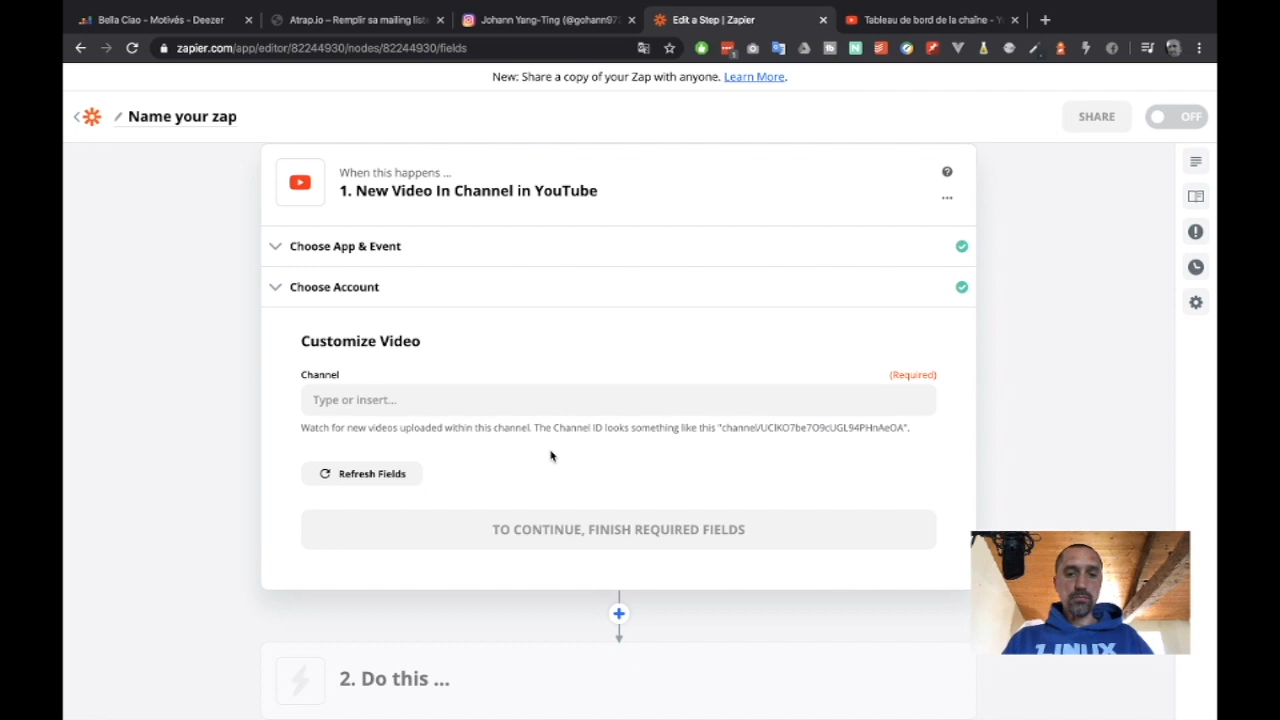 Bella Ciao - Motivés - Deezer
Atrap.io – Remplir sa mailing list
Instagram Johann Yang-Ting (@gohann97
Edit a Step | Zapier
Tableau de bord de la chaîne - Y
zapier.com/app/editor/82244930/nodes/82244930/fields
New: Share a copy of your Zap with anyone. Learn More.
Name your zap
SHARE
OFF
When this happens ...
1. New Video In Channel in YouTube
Choose App & Event
Choose Account
Customize Video
Channel
(Required)
Type or insert...
Watch for new videos uploaded within this channel. The Channel ID looks something like this "channel/UCIKO7be7O9cUGL94PHnAeOA".
Refresh Fields
TO CONTINUE, FINISH REQUIRED FIELDS
2. Do this ...
LINUX